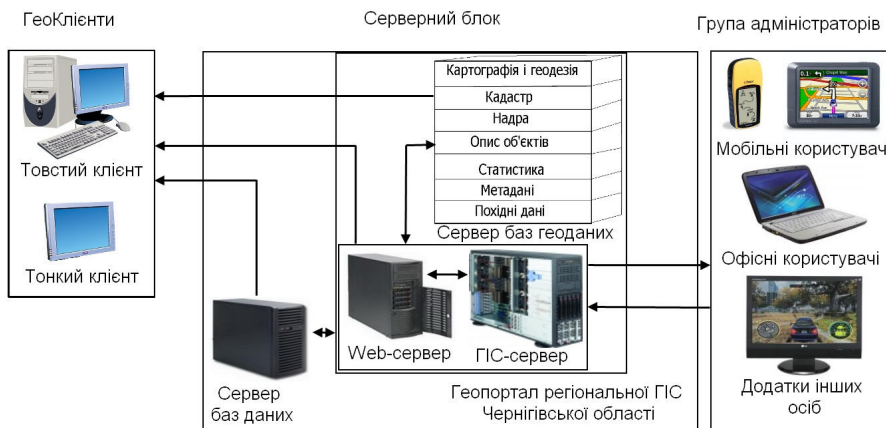 ГеоКлієнти
Серверний блок
Група адміністраторів
Товстий клієнт
Тонкий клієнт
Картографія і геодезія
Кадастр
Надра
Опис об'єктів
Статистика
Метадані
Похідні дані
Сервер баз геоданих
Web-сервер
ГІС-сервер
Сервер
баз даних
Геопортал регіональної ГІС
Чернігівської області
Мобільні користувач
Офісні користувачі
Додатки інших
осіб